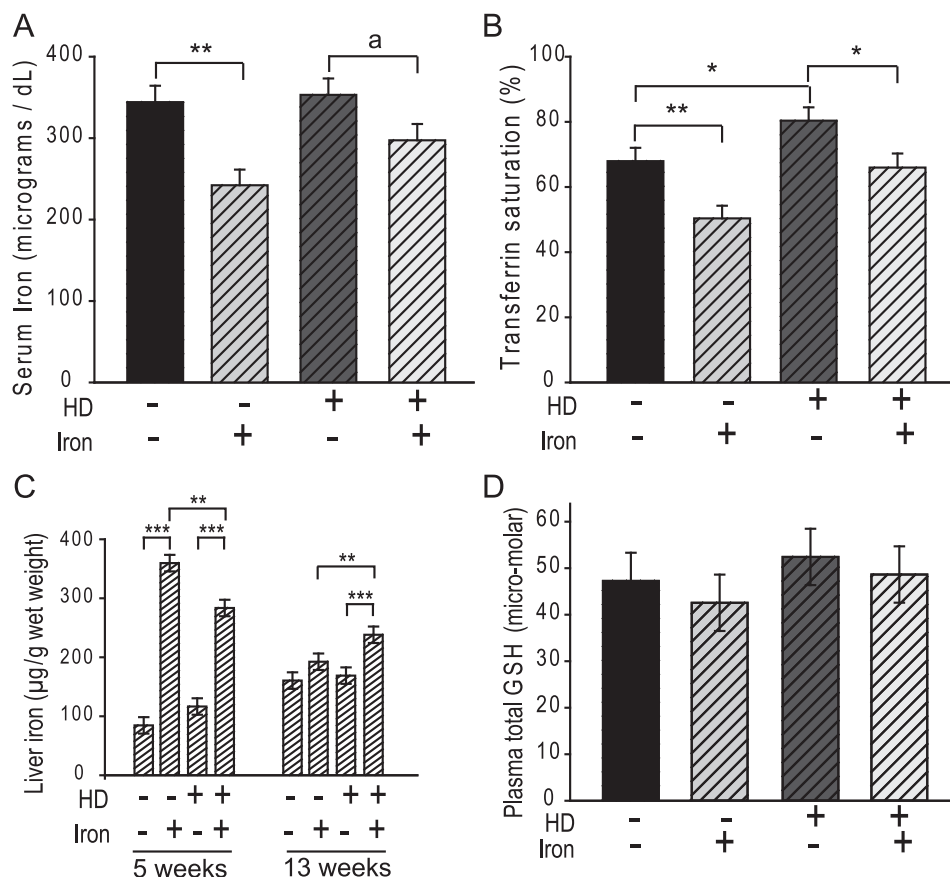 A
Serum Iron (micrograms / dL)
400
300
200
100
0
**
a
HD - - + +
Iron - + - +
B
Transferrin saturation (%)
100
80
60
40
20
0
*
*
**
HD - - + +
Iron - + - +
C
Liver iron (µg/g wet weight)
400
300
200
100
0
**
*** ***
**
***
HD - - + + - - + +
Iron - + - + - + - +
5 weeks 13 weeks
D
Plasma total GSH (micro-molar)
60
50
40
30
20
10
0
HD - - + +
Iron - + - +